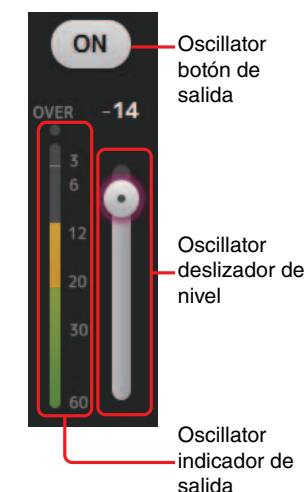 ON
Oscillator
botón de
salida
OVER -14
3
6
12
20
30
60
Oscillator
deslizador de
nivel
Oscillator
indicador de
salida